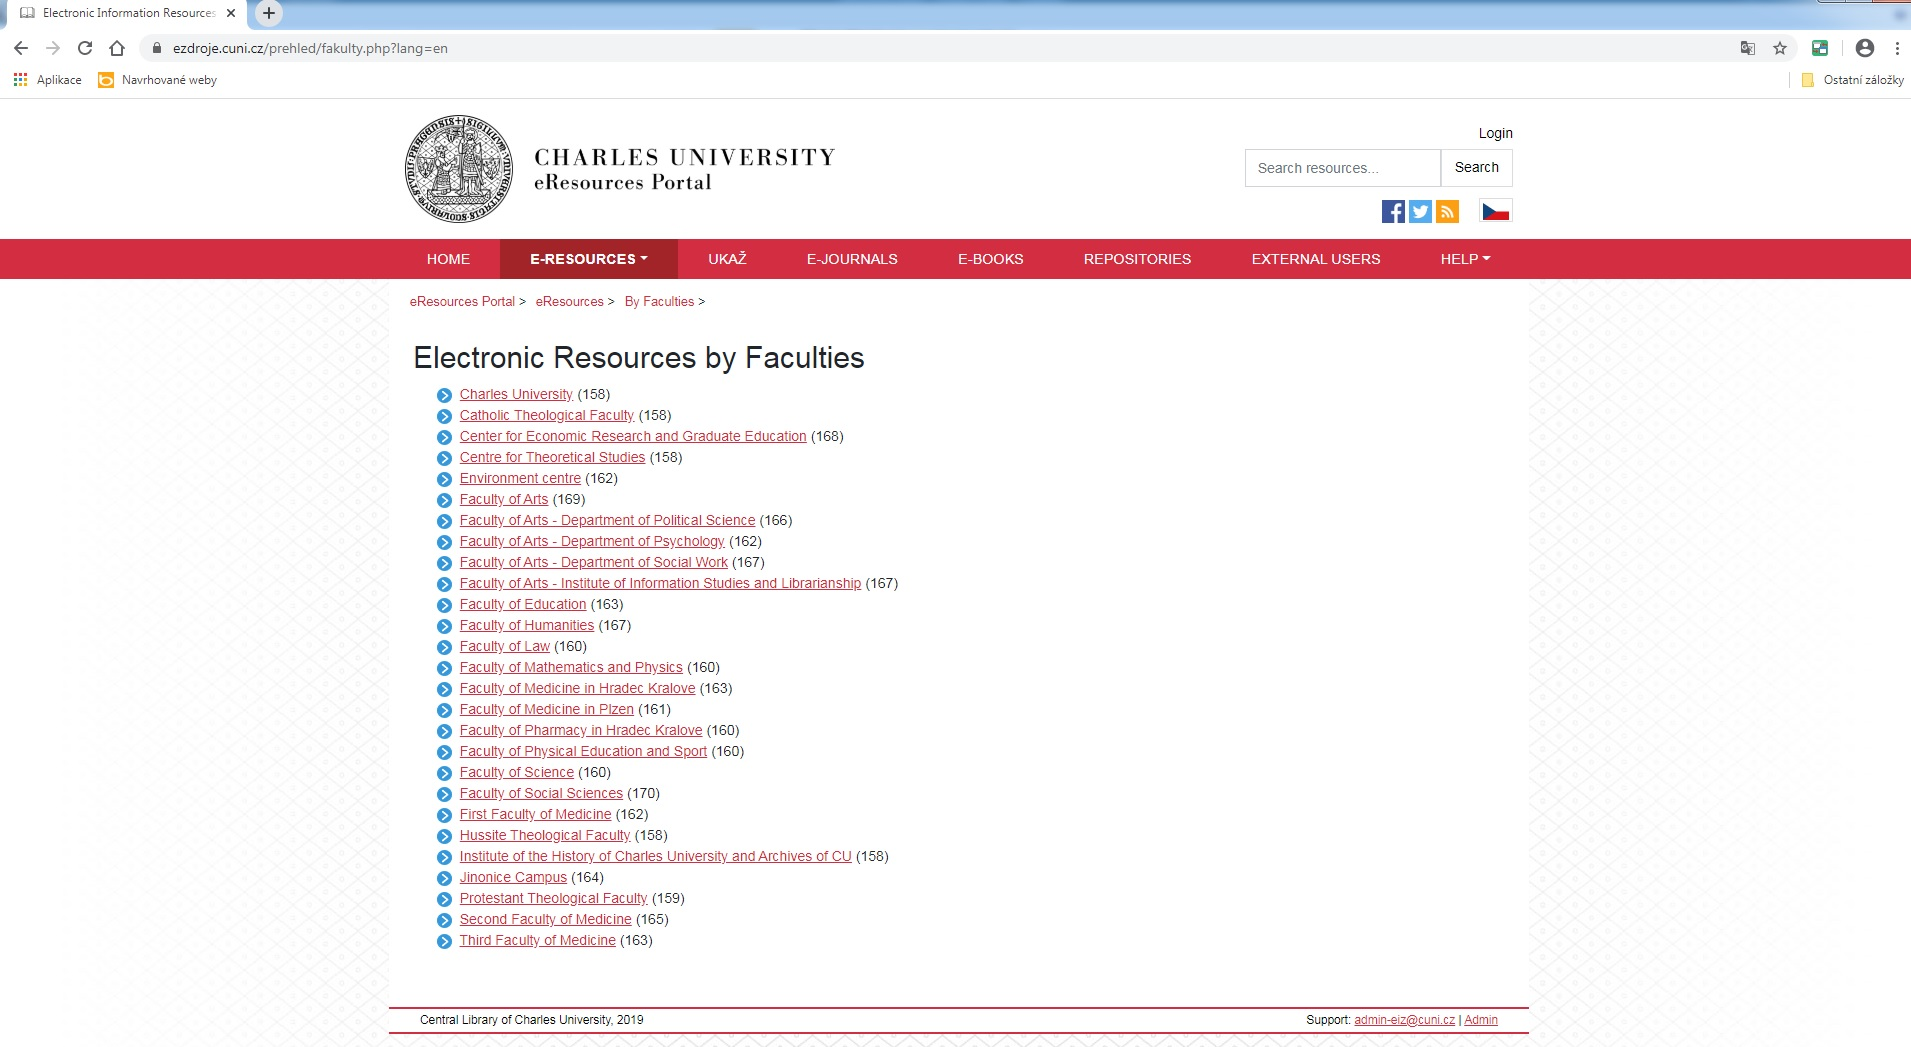 Electronic Information Resources
ezdroje.cuni.cz/prehled/fakulty.php?lang=en
Aplikace
Navrhované weby
Ostatní záložky
CHARLES UNIVERSITY
eResources Portal
Login
Search resources...
Search
HOME
E-RESOURCES
UKAŽ
E-JOURNALS
E-BOOKS
REPOSITORIES
EXTERNAL USERS
HELP
eResources Portal > eResources > By Faculties >
Electronic Resources by Faculties
Charles University (158)
Catholic Theological Faculty (158)
Center for Economic Research and Graduate Education (168)
Centre for Theoretical Studies (158)
Environment centre (162)
Faculty of Arts (169)
Faculty of Arts - Department of Political Science (166)
Faculty of Arts - Department of Psychology (162)
Faculty of Arts - Department of Social Work (167)
Faculty of Arts - Institute of Information Studies and Librarianship (167)
Faculty of Education (163)
Faculty of Humanities (167)
Faculty of Law (160)
Faculty of Mathematics and Physics (160)
Faculty of Medicine in Hradec Kralove (163)
Faculty of Medicine in Plzen (161)
Faculty of Pharmacy in Hradec Kralove (160)
Faculty of Physical Education and Sport (160)
Faculty of Science (160)
Faculty of Social Sciences (170)
First Faculty of Medicine (162)
Hussite Theological Faculty (158)
Institute of the History of Charles University and Archives of CU (158)
Jinonice Campus (164)
Protestant Theological Faculty (159)
Second Faculty of Medicine (165)
Third Faculty of Medicine (163)
Central Library of Charles University, 2019
Support: admin-eiz@cuni.cz | Admin